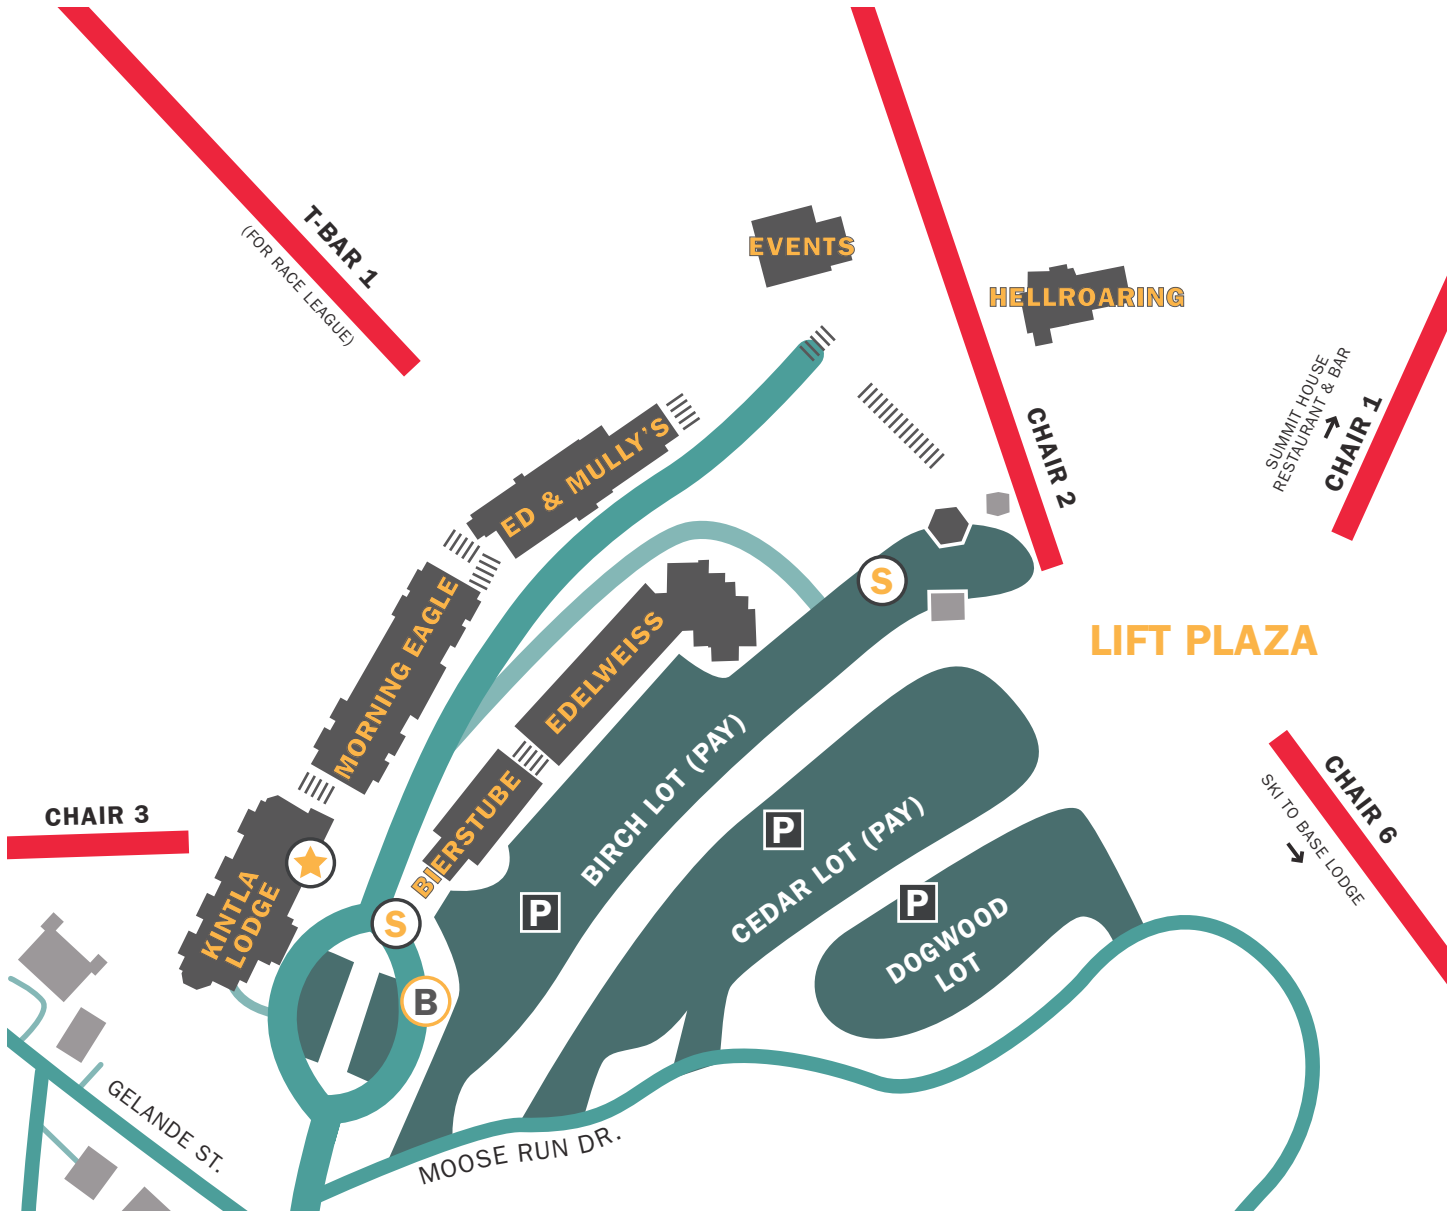 T-BAR 1
(FOR RACE LEAGUE)
EVENTS
HELLROARING
SUMMIT HOUSE
RESTAURANT & BAR
CHAIR 1
CHAIR 2
ED & MULLY'S
S
LIFT PLAZA
MORNING EAGLE
EDELWEISS
BIERSTUBE
BIRCH LOT (PAY)
CHAIR 3
CHAIR 6
SKI TO BASE LODGE
P
CEDAR LOT (PAY)
KINTLA
LODGE
S
P
P
DOGWOOD
LOT
B
GELANDE ST.
MOOSE RUN DR.